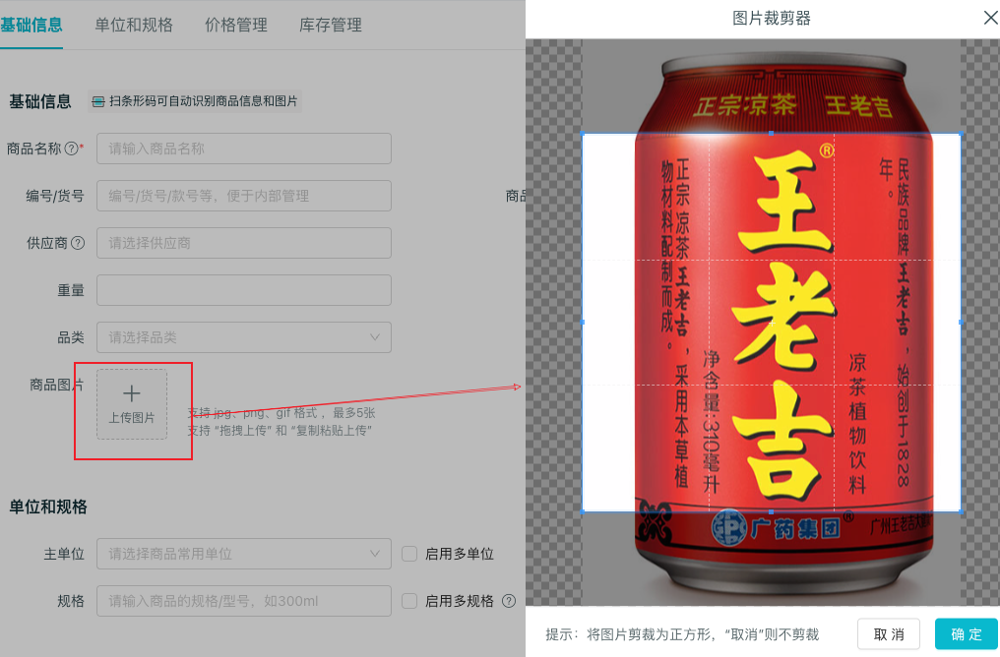 基础信息 单位和规格 价格管理 库存管理
基础信息 扫条形码可自动识别商品信息和图片
商品名称?* 请输入商品名称
编号/货号 编号/货号/款号等，便于内部管理
商品
供应商? 请选择供应商
重量
品类 请选择品类
商品图片
上传图片
支持 jpg、png、gif 格式 ，最多5张
支持 “拖拽上传” 和 “复制粘贴上传”
单位和规格
主单位 请选择商品常用单位 启用多单位
规格 请输入商品的规格/型号，如300ml 启用多规格 ?
图片裁剪器
正宗凉茶 王老吉
民族品牌王老吉，始创于1828
年。
®
王老吉
正宗凉茶王老吉，采用本草植
物材料配制而成。
净含量:310毫升
凉茶植物饮料
GPC 广药集团®
广州王老吉大
提示：将图片剪裁为正方形，“取消”则不剪裁
取 消
确 定